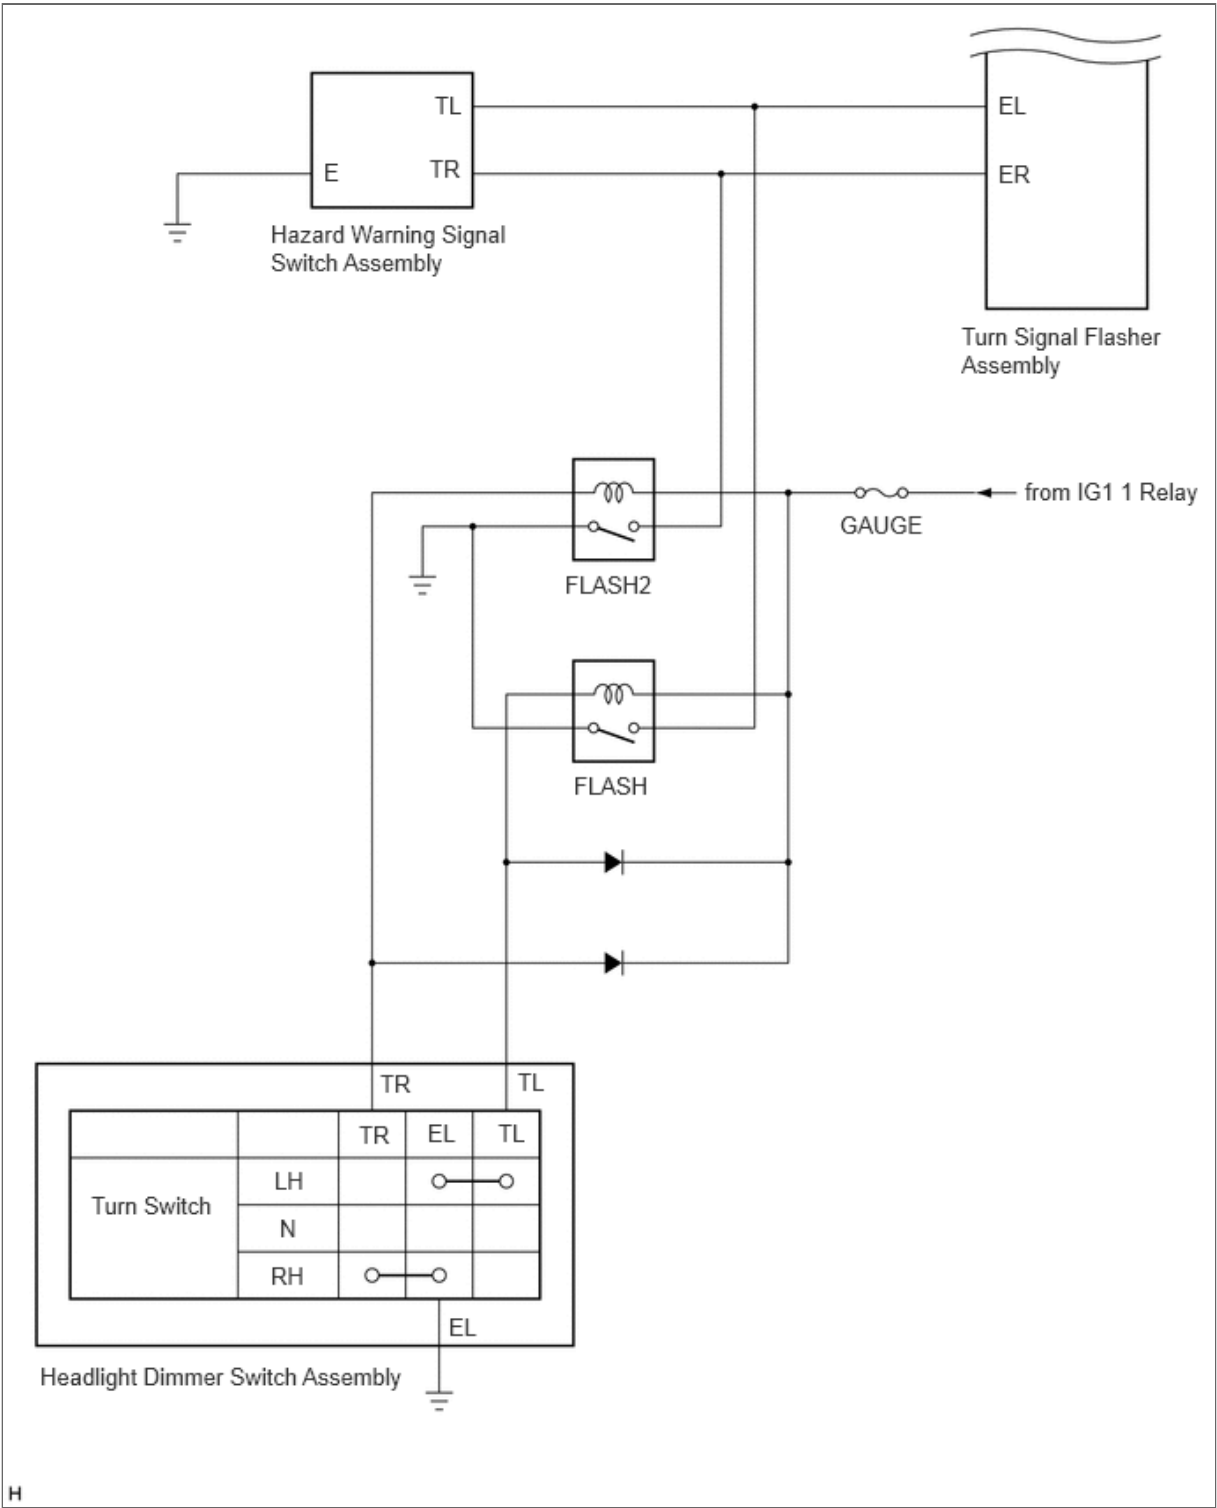 TL
EL
E
TR
ER
Hazard Warning Signal
Switch Assembly
Turn Signal Flasher
Assembly
from IG1 1 Relay
GAUGE
FLASH2
FLASH
TR
TL
TR
EL
TL
LH
Turn Switch
N
RH
EL
Headlight Dimmer Switch Assembly
H